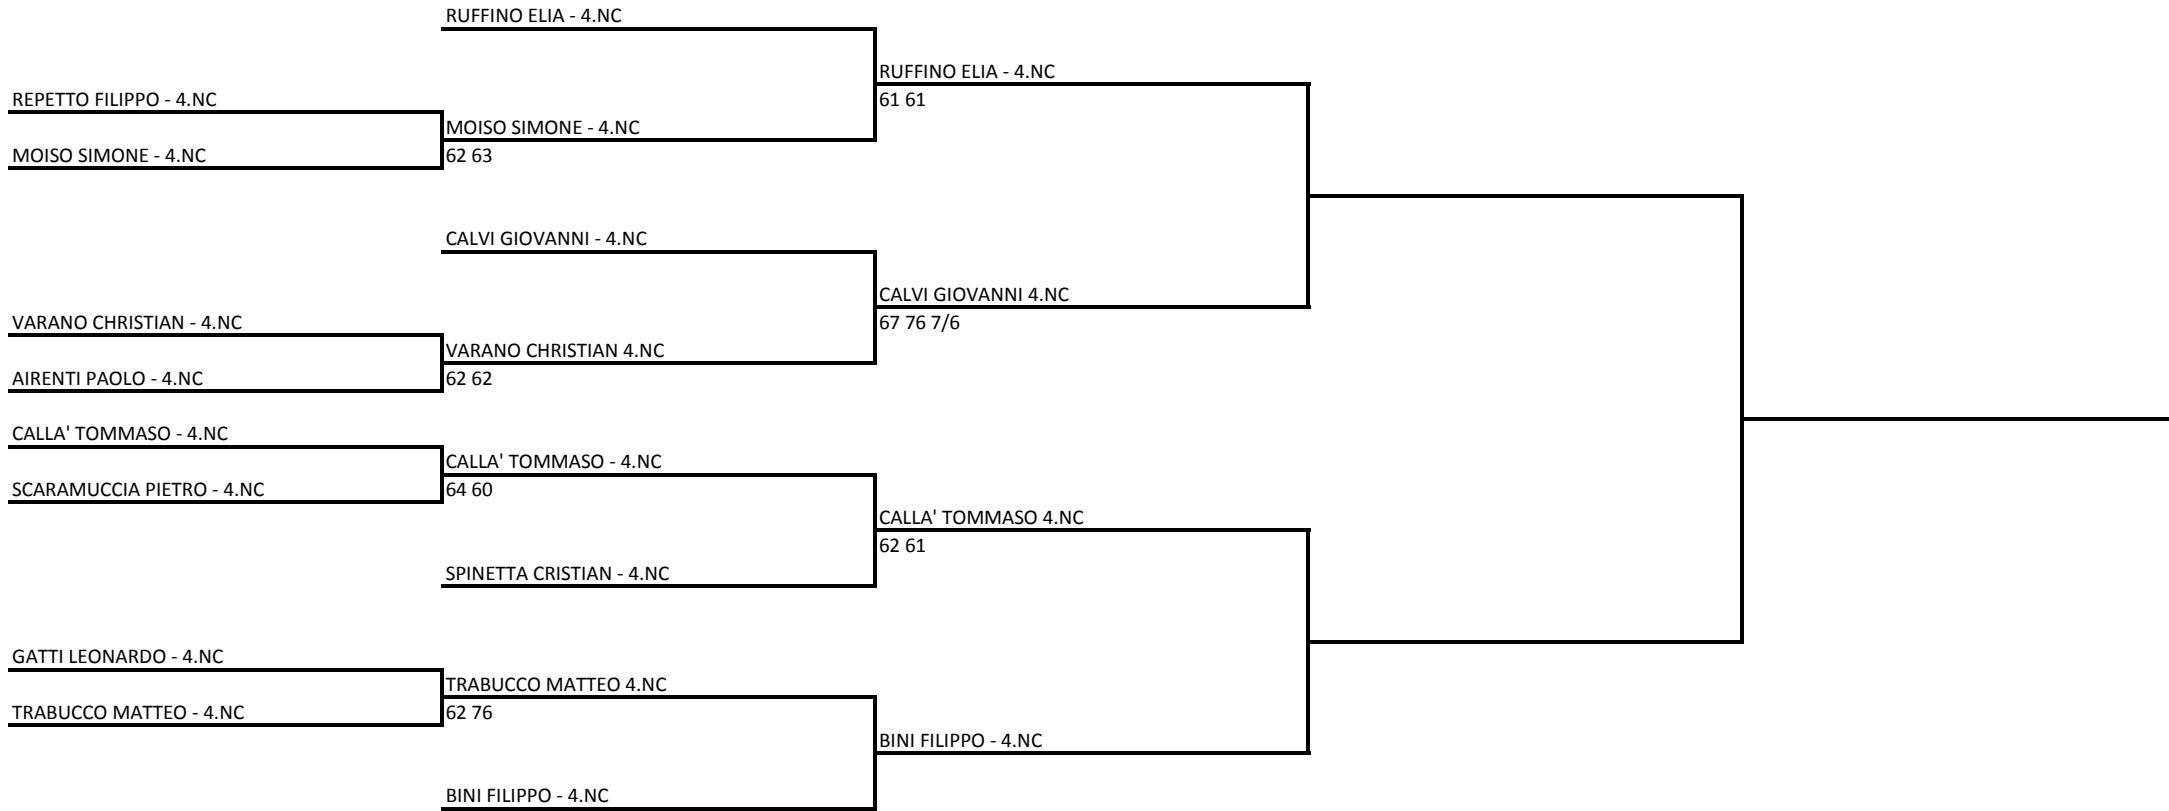 RUFFINO ELIA - 4.NC
RUFFINO ELIA - 4.NC
REPETTO FILIPPO - 4.NC
61 61
MOISO SIMONE - 4.NC
MOISO SIMONE - 4.NC
62 63
CALVI GIOVANNI - 4.NC
CALVI GIOVANNI 4.NC
VARANO CHRISTIAN - 4.NC
67 76 7/6
VARANO CHRISTIAN 4.NC
AIRENTI PAOLO - 4.NC
62 62
CALLA' TOMMASO - 4.NC
CALLA' TOMMASO - 4.NC
SCARAMUCCIA PIETRO - 4.NC
64 60
CALLA' TOMMASO 4.NC
62 61
SPINETTA CRISTIAN - 4.NC
GATTI LEONARDO - 4.NC
TRABUCCO MATTEO 4.NC
TRABUCCO MATTEO - 4.NC
62 76
BINI FILIPPO - 4.NC
BINI FILIPPO - 4.NC